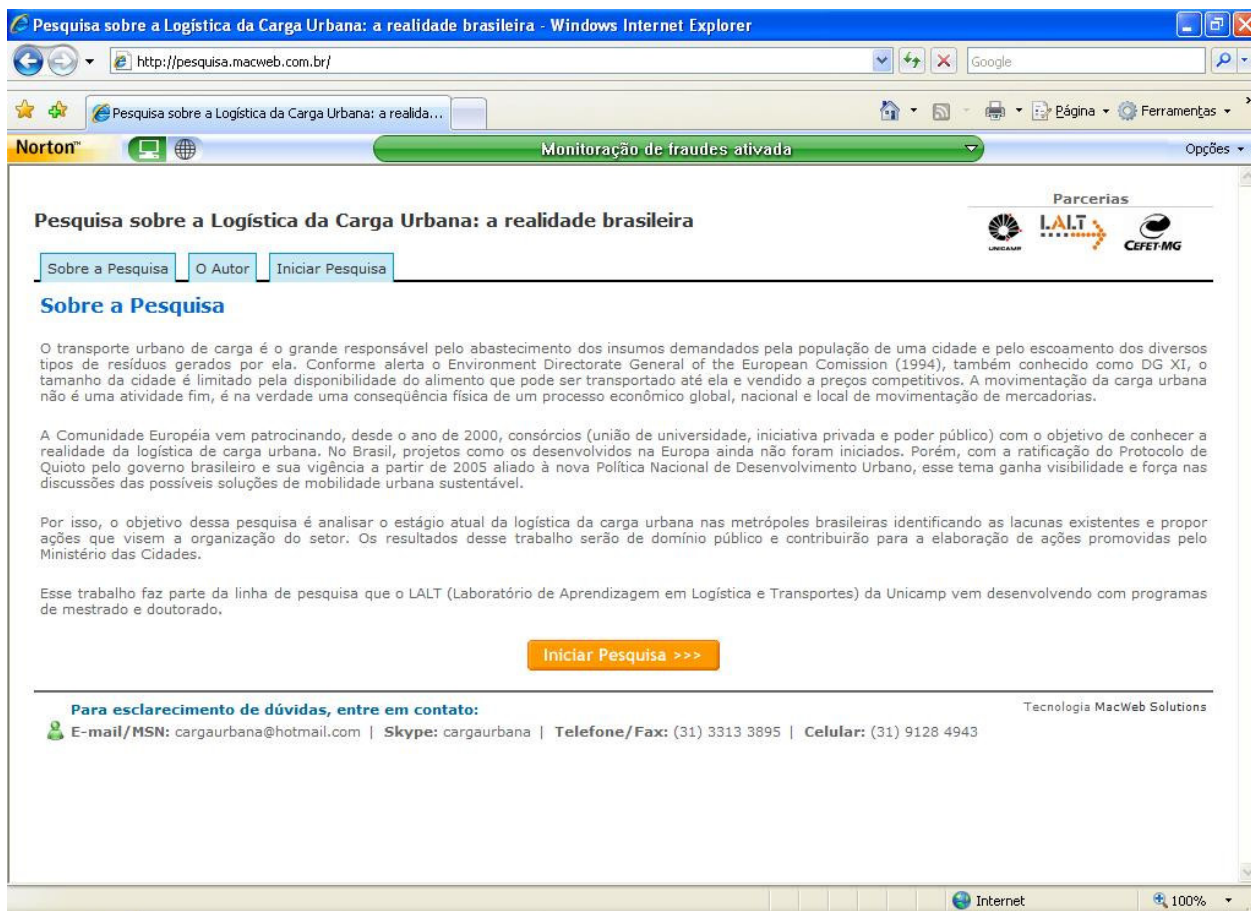 Pesquisa sobre a Logística da Carga Urbana: a realidade brasileira - Windows Internet Explorer
http://pesquisa.macweb.com.br/
Google
Pesquisa sobre a Logística da Carga Urbana: a realida...
Página
Ferramentas
Norton™
Monitoração de fraudes ativada
Opções
Parcerias
Pesquisa sobre a Logística da Carga Urbana: a realidade brasileira
UNICAMP
LALT
CEFET-MG
Sobre a Pesquisa
O Autor
Iniciar Pesquisa
Sobre a Pesquisa
O transporte urbano de carga é o grande responsável pelo abastecimento dos insumos demandados pela população de uma cidade e pelo escoamento dos diversos
tipos de resíduos gerados por ela. Conforme alerta o Environment Directorate General of the European Comission (1994), também conhecido como DG XI, o
tamanho da cidade é limitado pela disponibilidade do alimento que pode ser transportado até ela e vendido a preços competitivos. A movimentação da carga urbana
não é uma atividade fim, é na verdade uma conseqüência física de um processo econômico global, nacional e local de movimentação de mercadorias.
A Comunidade Européia vem patrocinando, desde o ano de 2000, consórcios (união de universidade, iniciativa privada e poder público) com o objetivo de conhecer a
realidade da logística de carga urbana. No Brasil, projetos como os desenvolvidos na Europa ainda não foram iniciados. Porém, com a ratificação do Protocolo de
Quioto pelo governo brasileiro e sua vigência a partir de 2005 aliado à nova Política Nacional de Desenvolvimento Urbano, esse tema ganha visibilidade e força nas
discussões das possíveis soluções de mobilidade urbana sustentável.
Por isso, o objetivo dessa pesquisa é analisar o estágio atual da logística da carga urbana nas metrópoles brasileiras identificando as lacunas existentes e propor
ações que visem a organização do setor. Os resultados desse trabalho serão de domínio público e contribuirão para a elaboração de ações promovidas pelo
Ministério das Cidades.
Esse trabalho faz parte da linha de pesquisa que o LALT (Laboratório de Aprendizagem em Logística e Transportes) da Unicamp vem desenvolvendo com programas
de mestrado e doutorado.
Iniciar Pesquisa >>>
Para esclarecimento de dúvidas, entre em contato:
Tecnologia MacWeb Solutions
E-mail/MSN: cargaurbana@hotmail.com | Skype: cargaurbana | Telefone/Fax: (31) 3313 3895 | Celular: (31) 9128 4943
Internet
100%